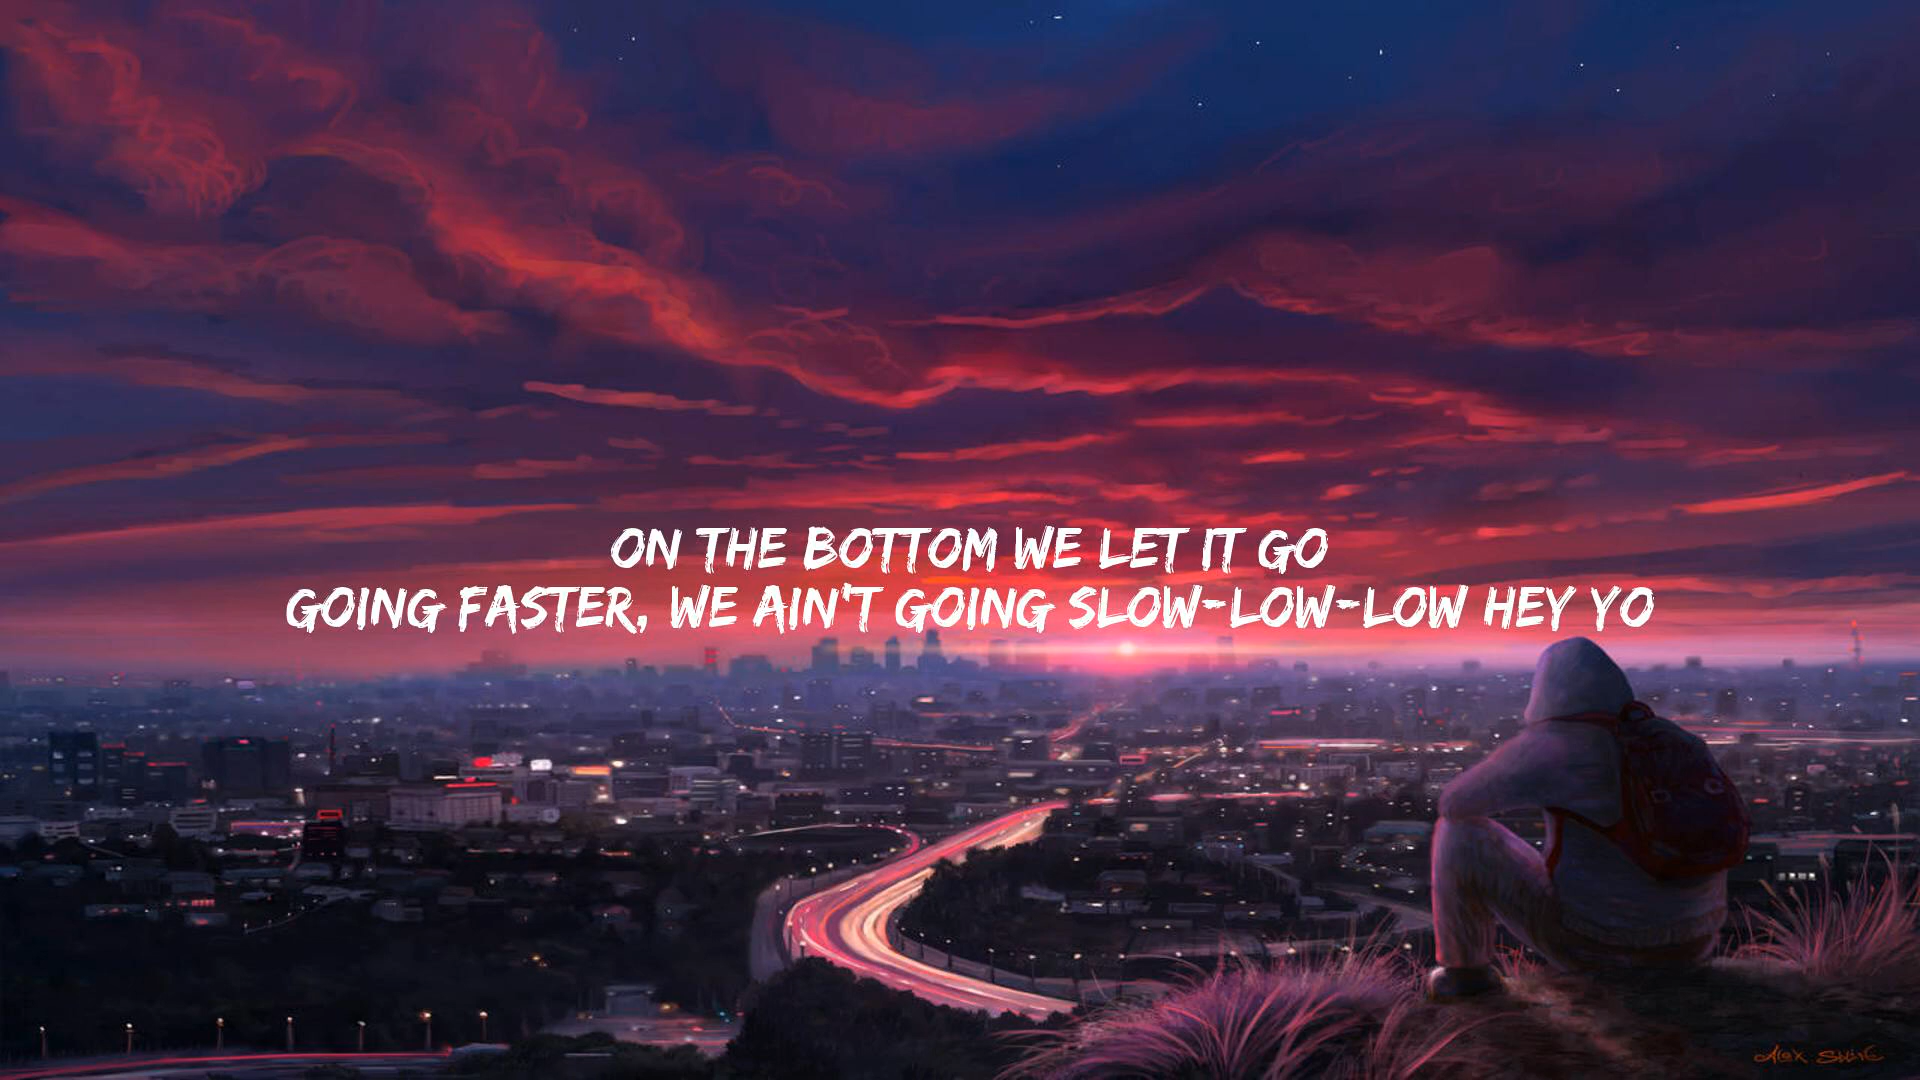 ON THE BOTTOM WE LET IT GO
GOING FASTER, WE AIN'T GOING SLOW-LOW-LOW HEY YO